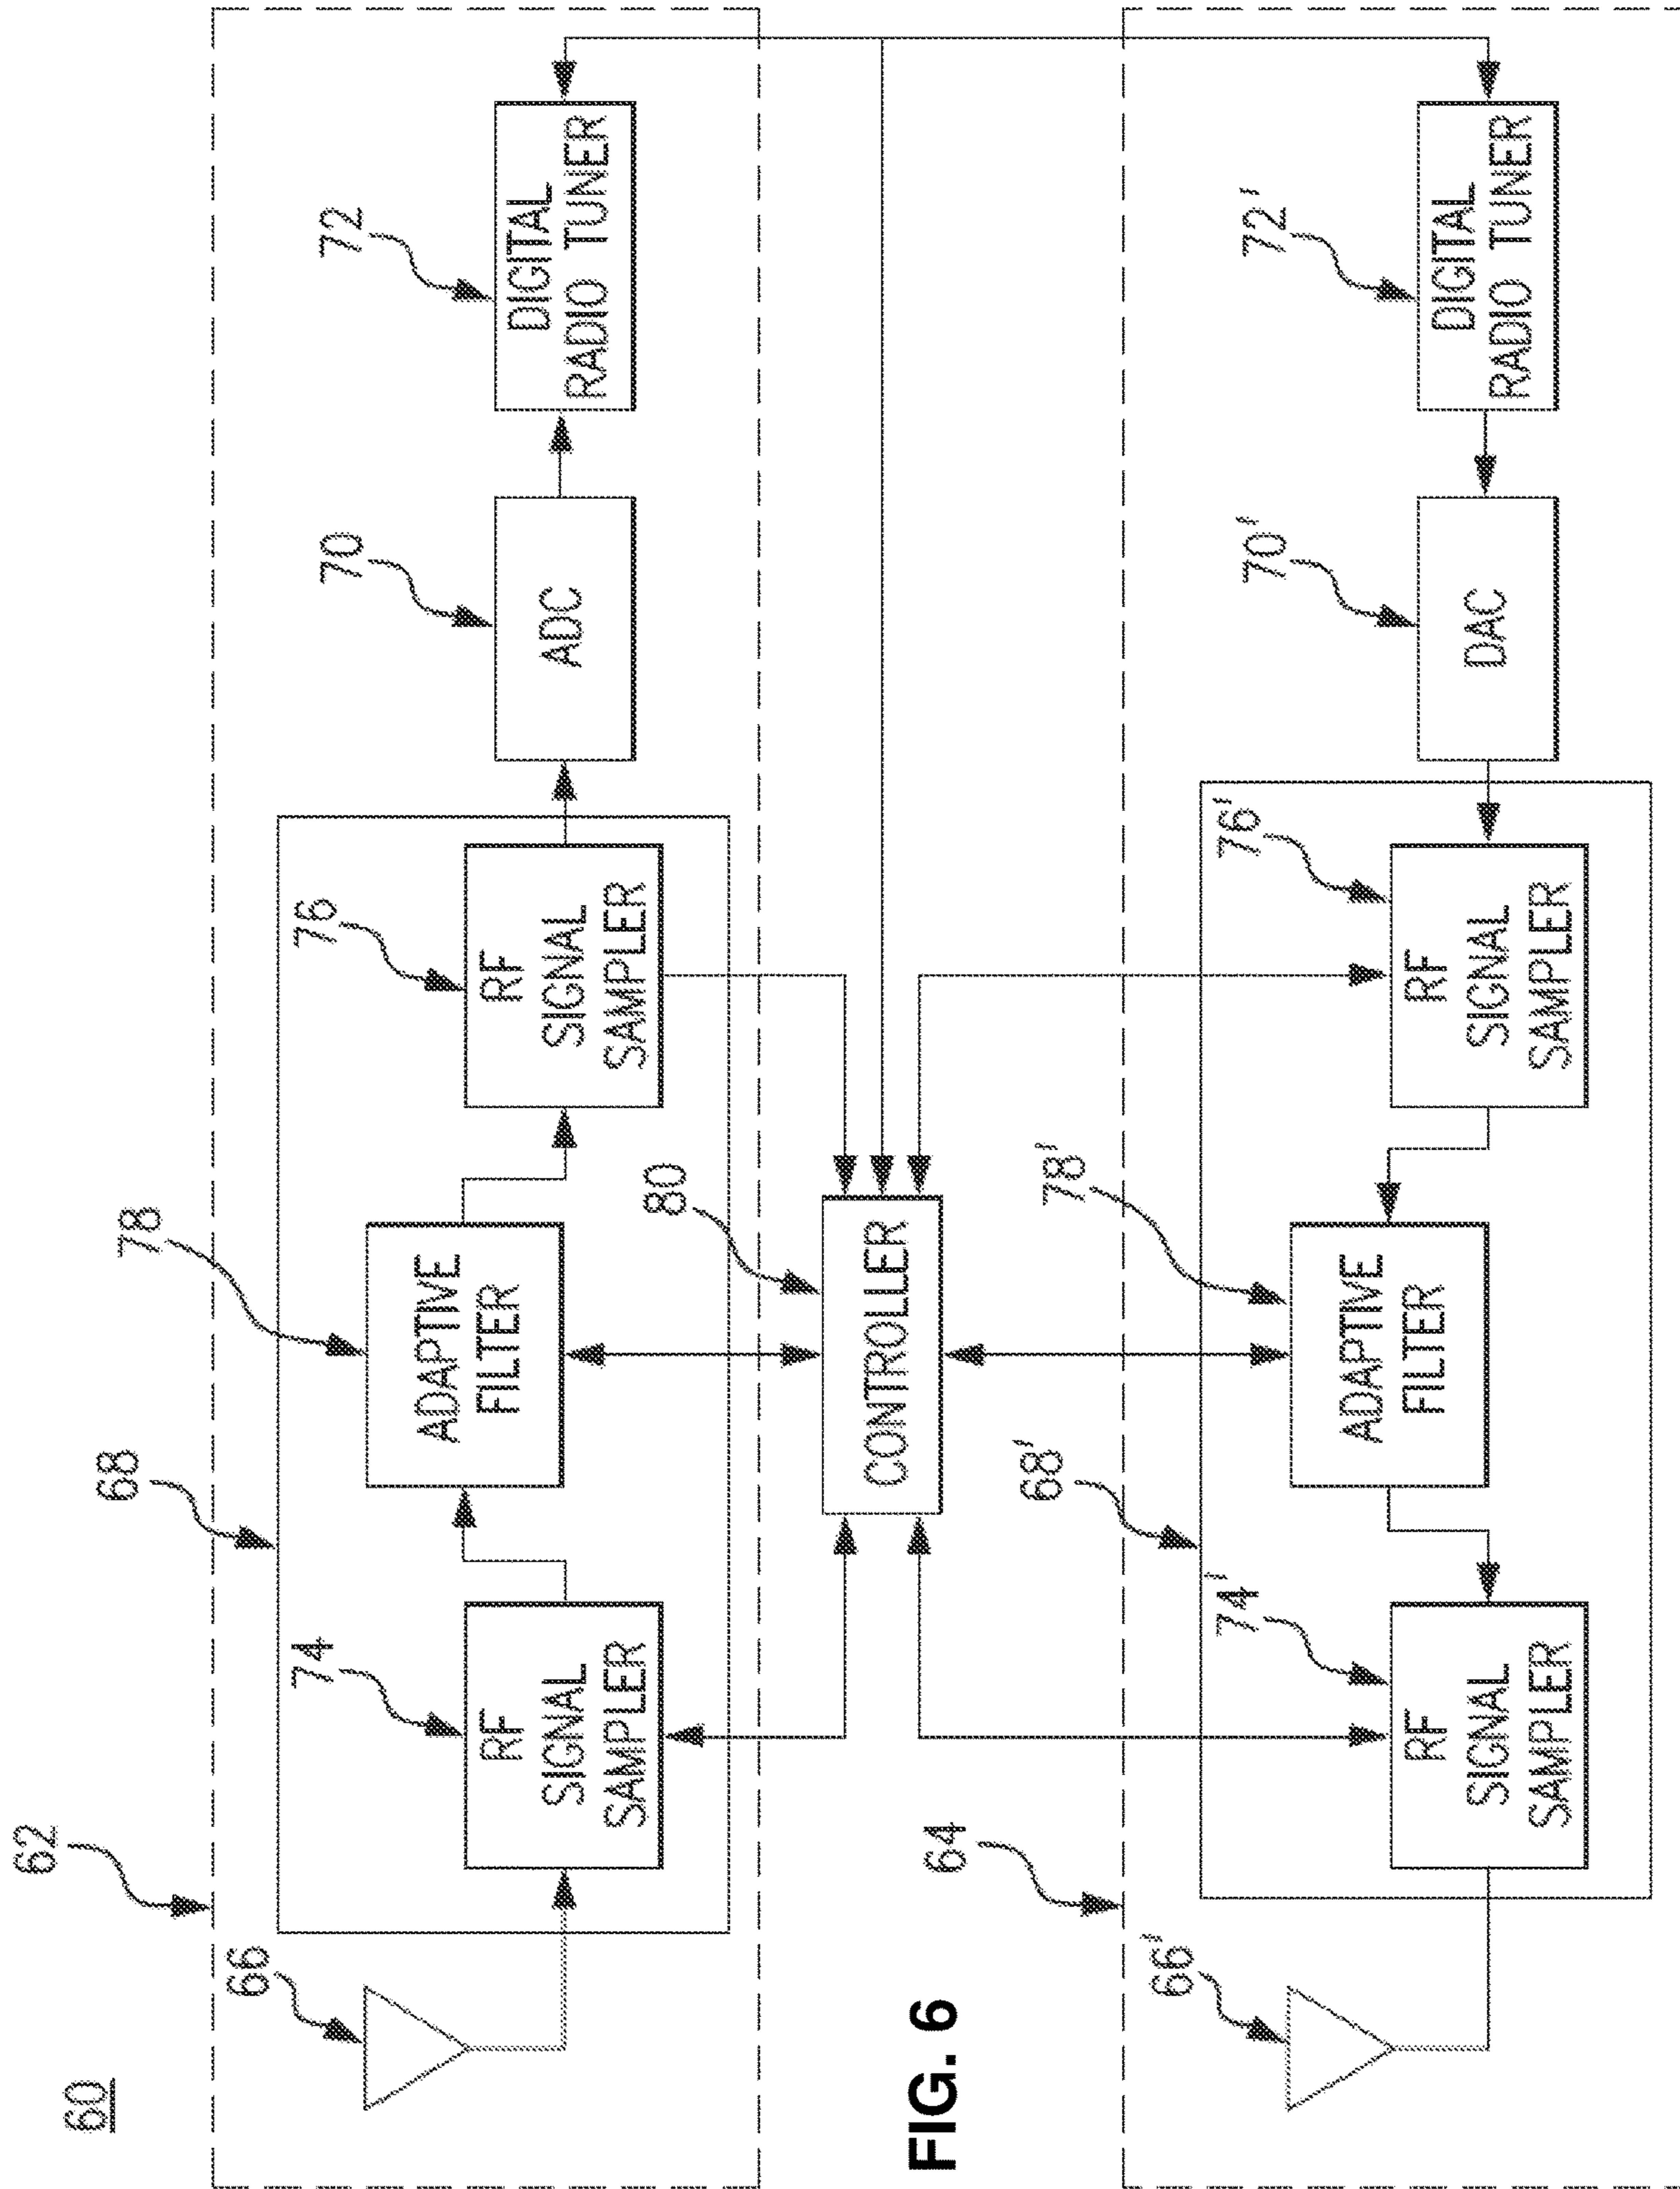 60
62
68
78
66
74
76
70
72
RF
SIGNAL
SAMPLER
ADAPTIVE
FILTER
RF
SIGNAL
SAMPLER
ADC
DIGITAL
RADIO TUNER
80
CONTROLLER
FIG. 6
64
68'
78'
66'
74'
76'
70'
72'
RF
SIGNAL
SAMPLER
ADAPTIVE
FILTER
RF
SIGNAL
SAMPLER
DAC
DIGITAL
RADIO TUNER